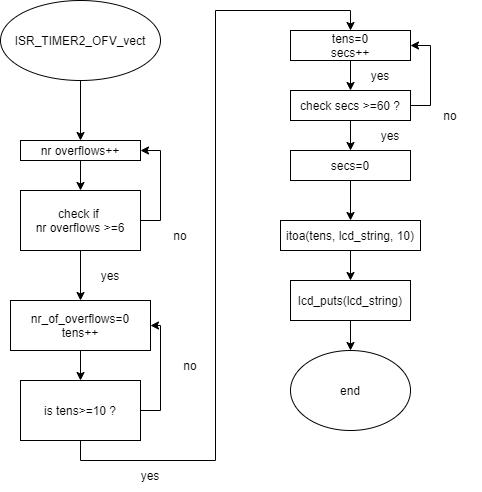 ISR_TIMER2_OFV_vect
nr overflows++
check if
nr overflows >=6
no
yes
nr_of_overflows=0
tens++
no
is tens>=10 ?
yes
tens=0
secs++
yes
check secs >=60 ?
no
yes
secs=0
itoa(tens, lcd_string, 10)
lcd_puts(lcd_string)
end